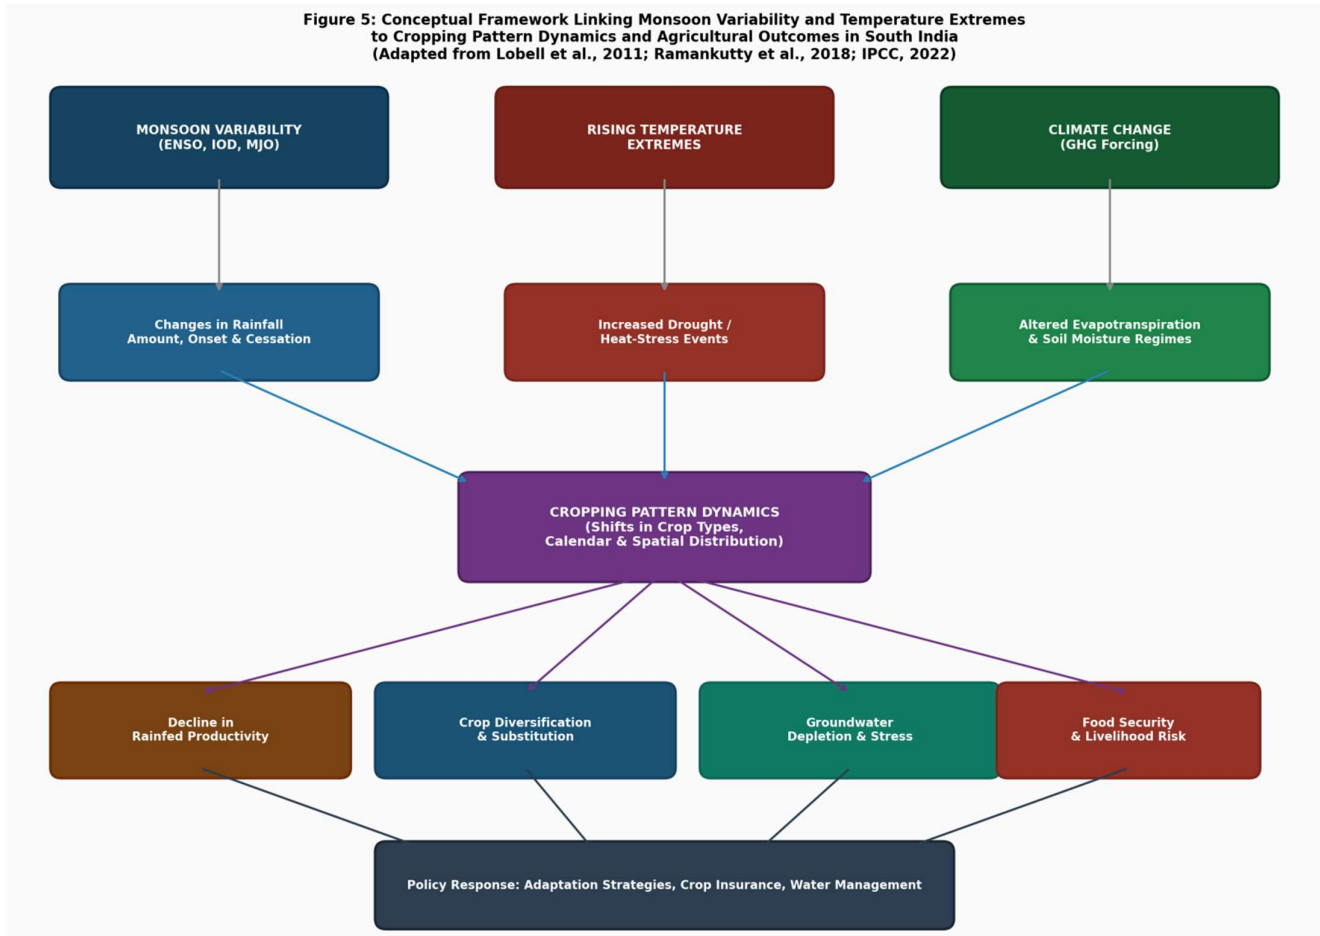 Figure 5: Conceptual Framework Linking Monsoon Variability and Temperature Extremes
to Cropping Pattern Dynamics and Agricultural Outcomes in South India
(Adapted from Lobell et al., 2011; Ramankutty et al., 2018; IPCC, 2022)
MONSOON VARIABILITY
(ENSO, IOD, MJO)
RISING TEMPERATURE
EXTREMES
CLIMATE CHANGE
(GHG Forcing)
Changes in Rainfall
Amount, Onset & Cessation
Increased Drought /
Heat-Stress Events
Altered Evapotranspiration
& Soil Moisture Regimes
CROPPING PATTERN DYNAMICS
(Shifts in Crop Types,
Calendar & Spatial Distribution)
Decline in
Rainfed Productivity
Crop Diversification
& Substitution
Groundwater
Depletion & Stress
Food Security
& Livelihood Risk
Policy Response: Adaptation Strategies, Crop Insurance, Water Management